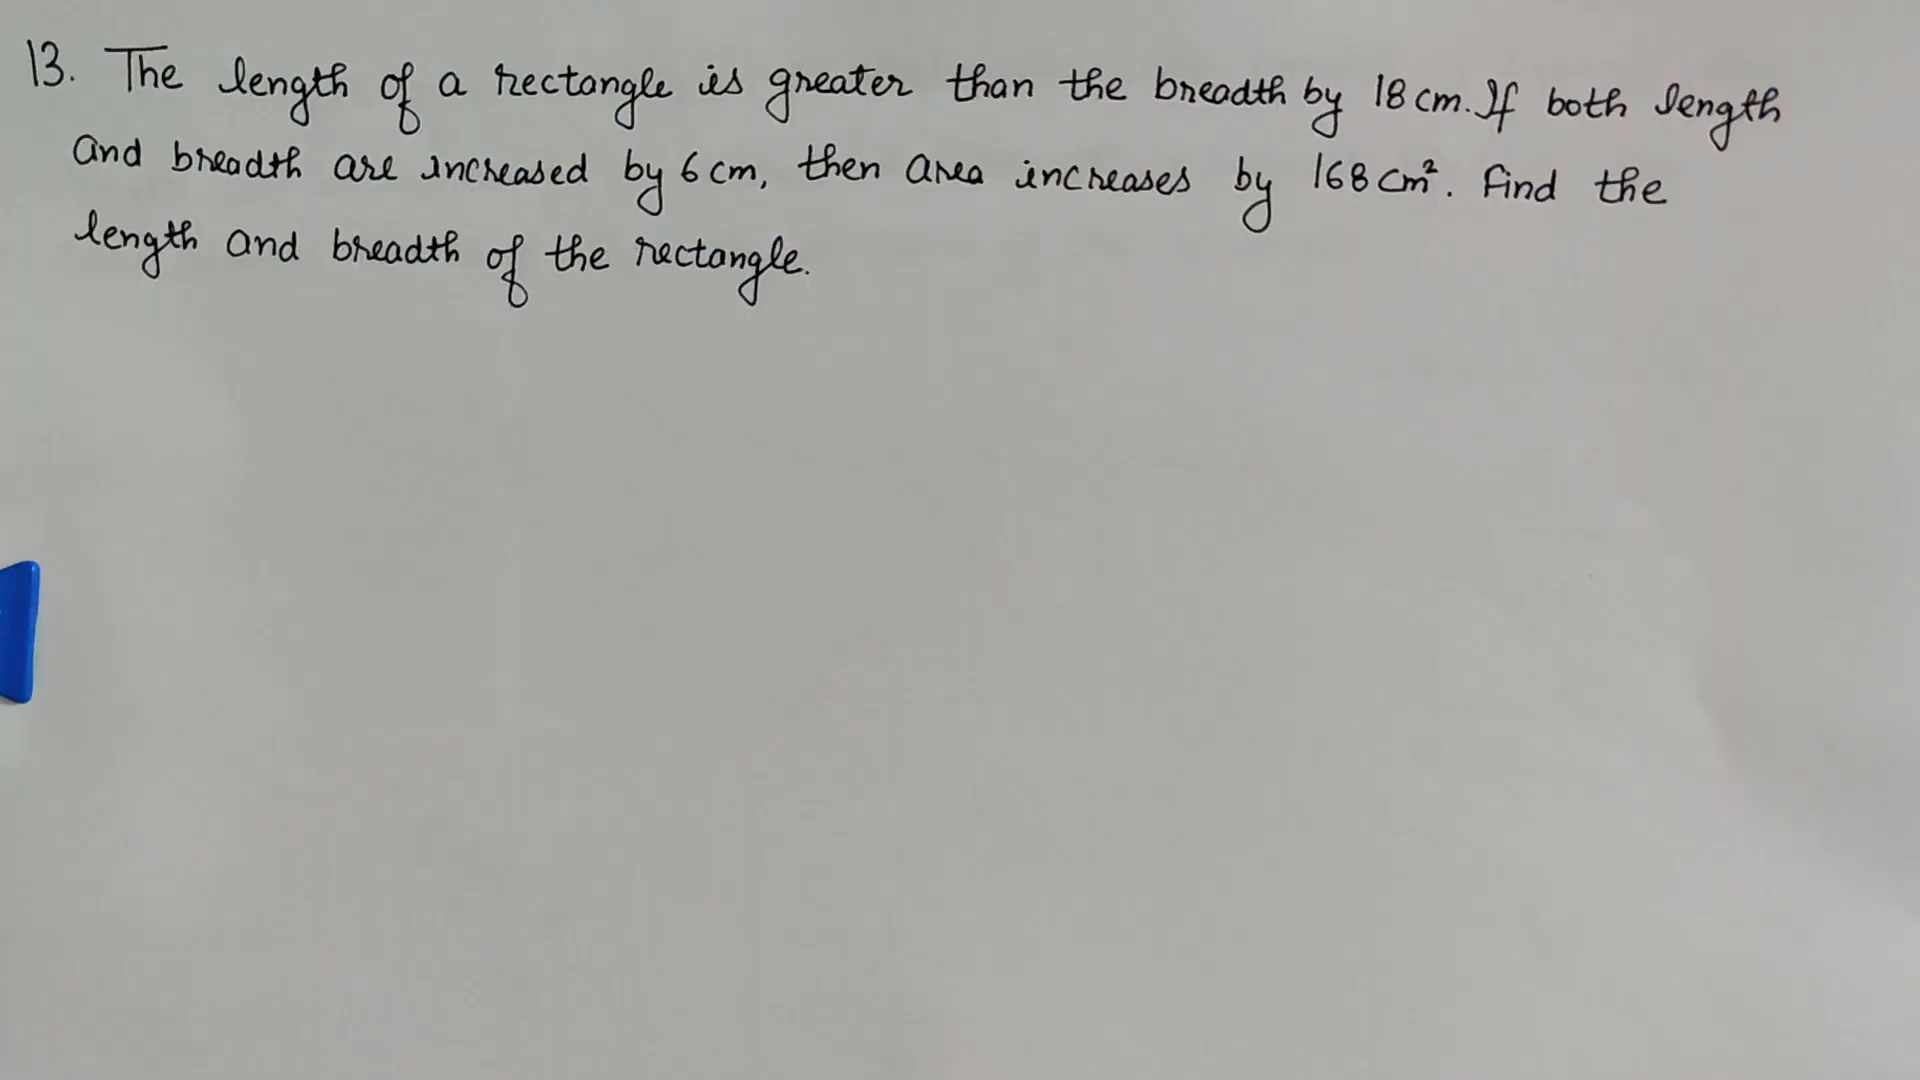 13. The length of a rectangle is greater than the breadth by 18 cm. If both length
and breadth are increased by 6 cm, then area increases by 168 cm². Find the
length and breadth of the rectangle.